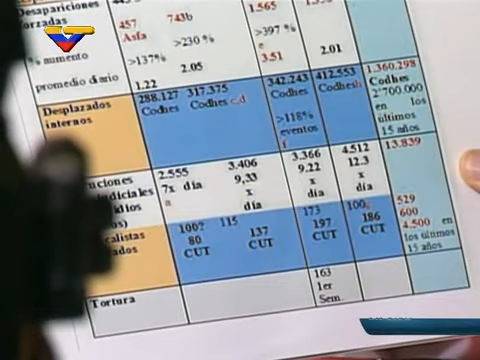 Desapariciones
forzadas
457
Asfa
743b
1.565
% aumento
>137%
>230 %
>397 %
e
promedio diario
1.22
2.05
3.51
2.01
Desplazados
internos
288.127
Codhes
317.375
Codhes c,d
342.243
Codhes
>118%
eventos
f
412.553
Codhesh
1.360.298
Codhes
2'700.000
en los
últimos
15 años
2.555
7x día
a
3.406
9,33
x
día
3.366
9.22
x
día
4.512
12.3
x
día
13.839
100?
80
CUT
115
137
CUT
173
197
CUT
186
CUT
529
600
4.500 en
los últimos
15 años
Tortura
163
1er
Sem.